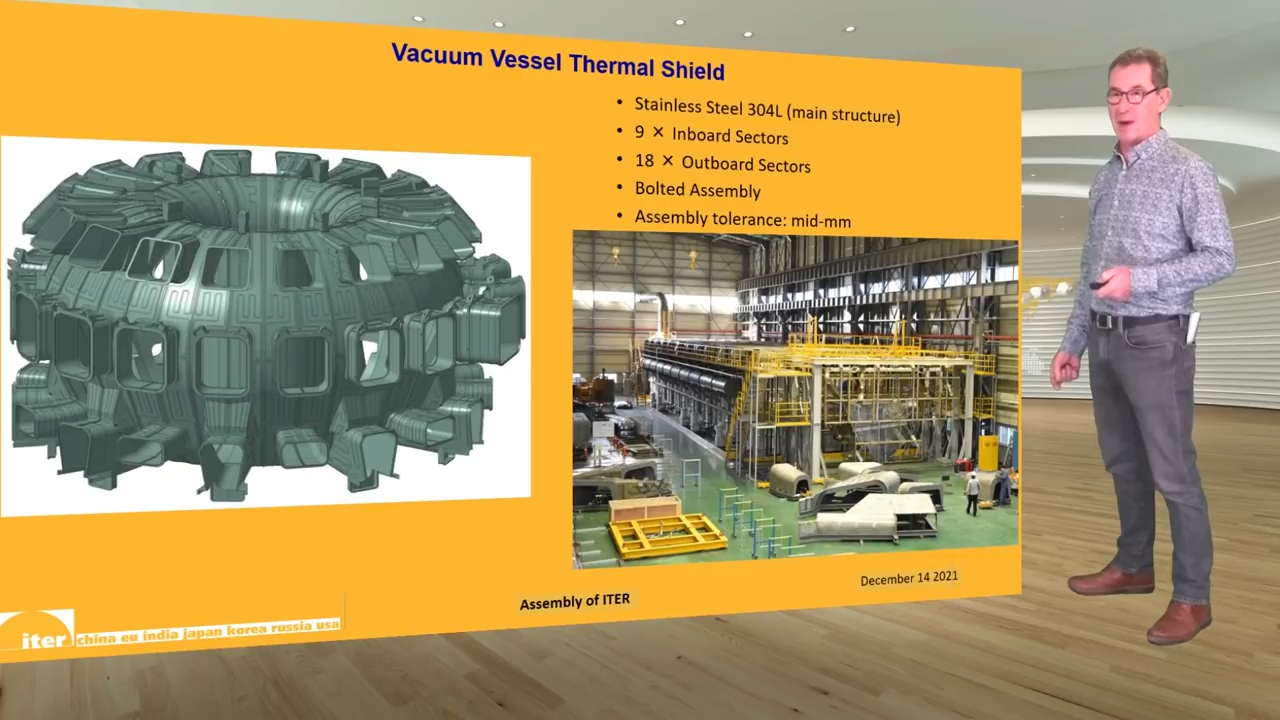 Vacuum Vessel Thermal Shield
• Stainless Steel 304L (main structure)
• 9 × Inboard Sectors
• 18 × Outboard Sectors
• Bolted Assembly
• Assembly tolerance: mid-mm
December 14 2021
Assembly of ITER
iter china eu india japan korea russia usa